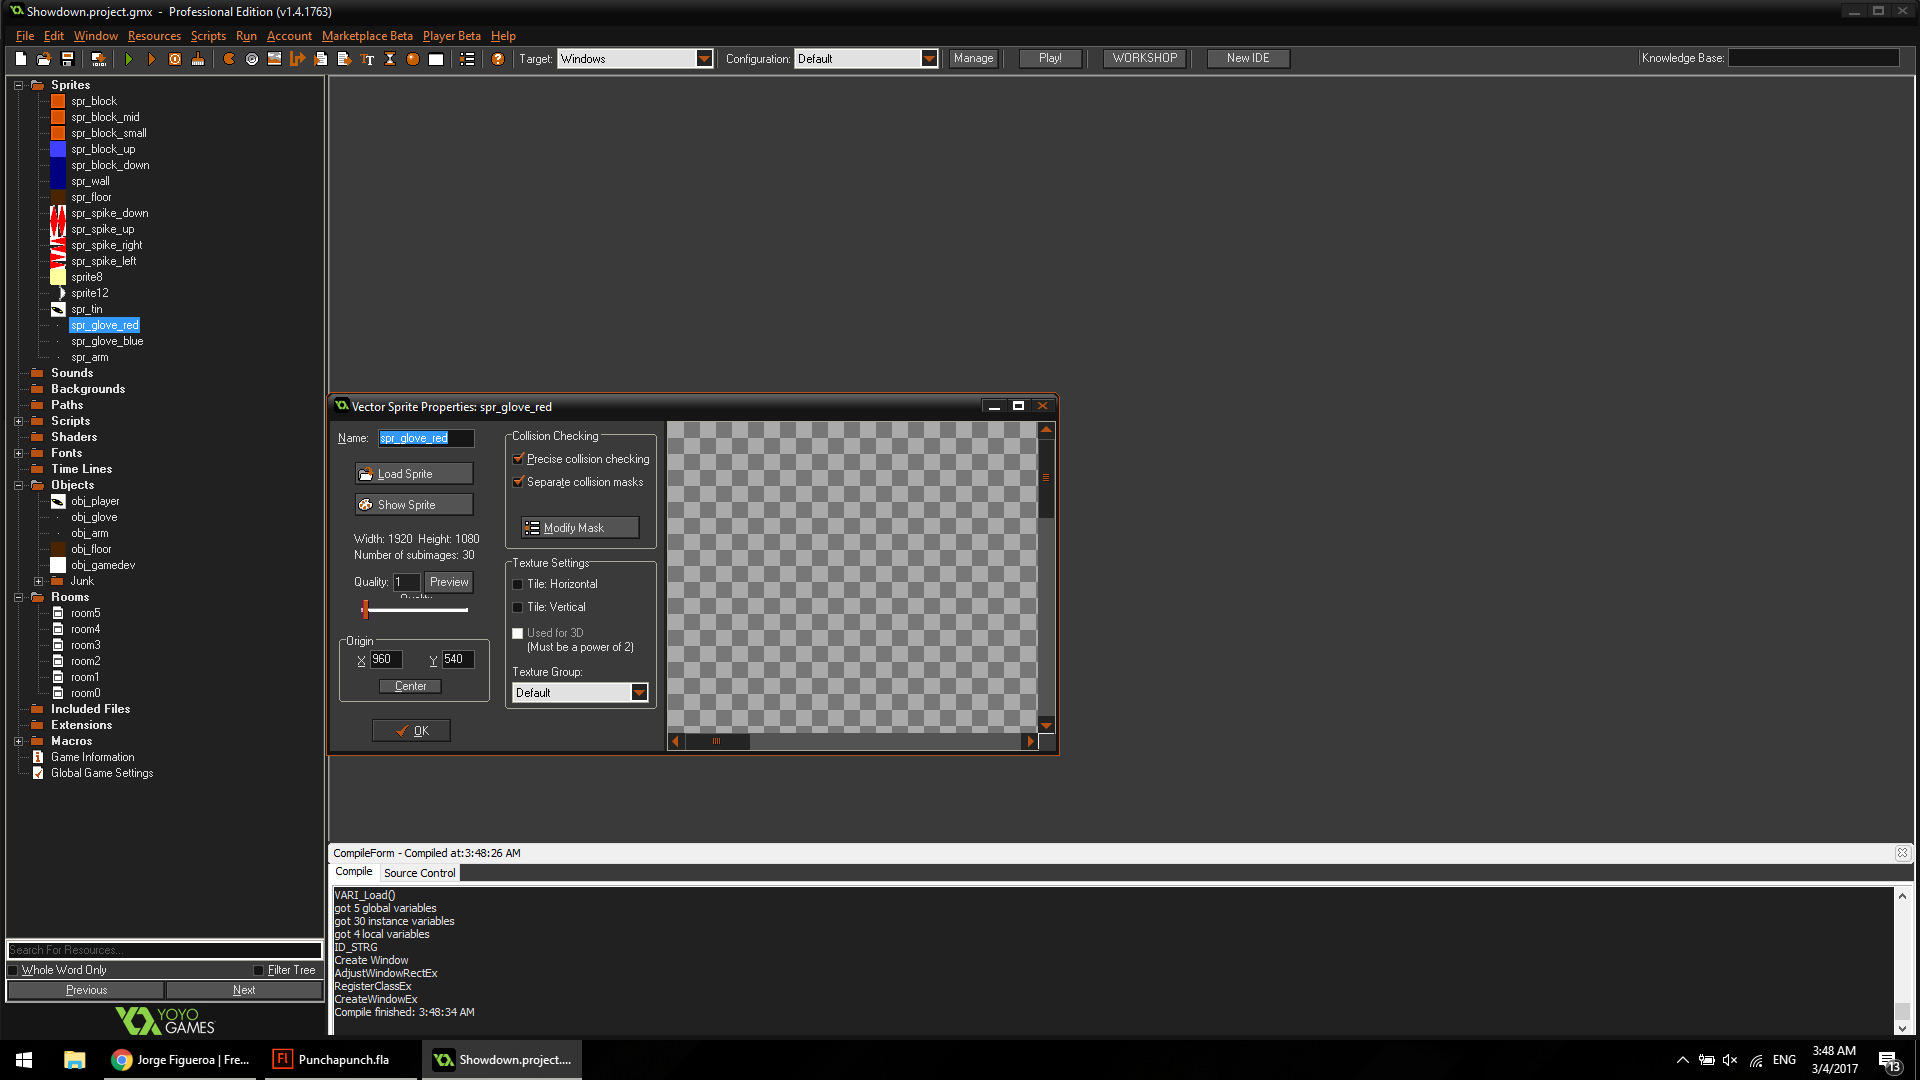 Showdown.project.gmx - Professional Edition (v1.4.1763)
File Edit Window Resources Scripts Run Account Marketplace Beta Player Beta Help
Target: Windows Configuration: Default Manage Play! WORKSHOP New IDE Knowledge Base:
Sprites
spr_block
spr_block_mid
spr_block_small
spr_block_up
spr_block_down
spr_wall
spr_floor
spr_spike_down
spr_spike_up
spr_spike_right
spr_spike_left
sprite8
sprite12
spr_tin
spr_glove_red
spr_glove_blue
spr_arm
Sounds
Backgrounds
Paths
Scripts
Shaders
Fonts
Time Lines
Objects
obj_player
obj_glove
obj_arm
obj_floor
obj_gamedev
Junk
Rooms
room5
room4
room3
room2
room1
room0
Included Files
Extensions
Macros
Game Information
Global Game Settings
Search For Resources...
Whole Word Only Filter Tree
Previous Next
YOYO
GAMES
Vector Sprite Properties: spr_glove_red
Name: spr_glove_red
Load Sprite
Show Sprite
Width: 1920 Height: 1080
Number of subimages: 30
Quality: 1 Preview
Quality
Origin
X 960 Y 540
Center
OK
Collision Checking
Precise collision checking
Separate collision masks
Modify Mask
Texture Settings
Tile: Horizontal
Tile: Vertical
Used for 3D
(Must be a power of 2)
Texture Group:
Default
CompileForm - Compiled at:3:48:26 AM
Compile Source Control
VARI_Load()
got 5 global variables
got 30 instance variables
got 4 local variables
ID_STRG
Create Window
AdjustWindowRectEx
RegisterClassEx
CreateWindowEx
Compile finished: 3:48:34 AM
Jorge Figueroa | Fre...
Fl Punchapunch.fla
Showdown.project....
ENG
3:48 AM
3/4/2017
13